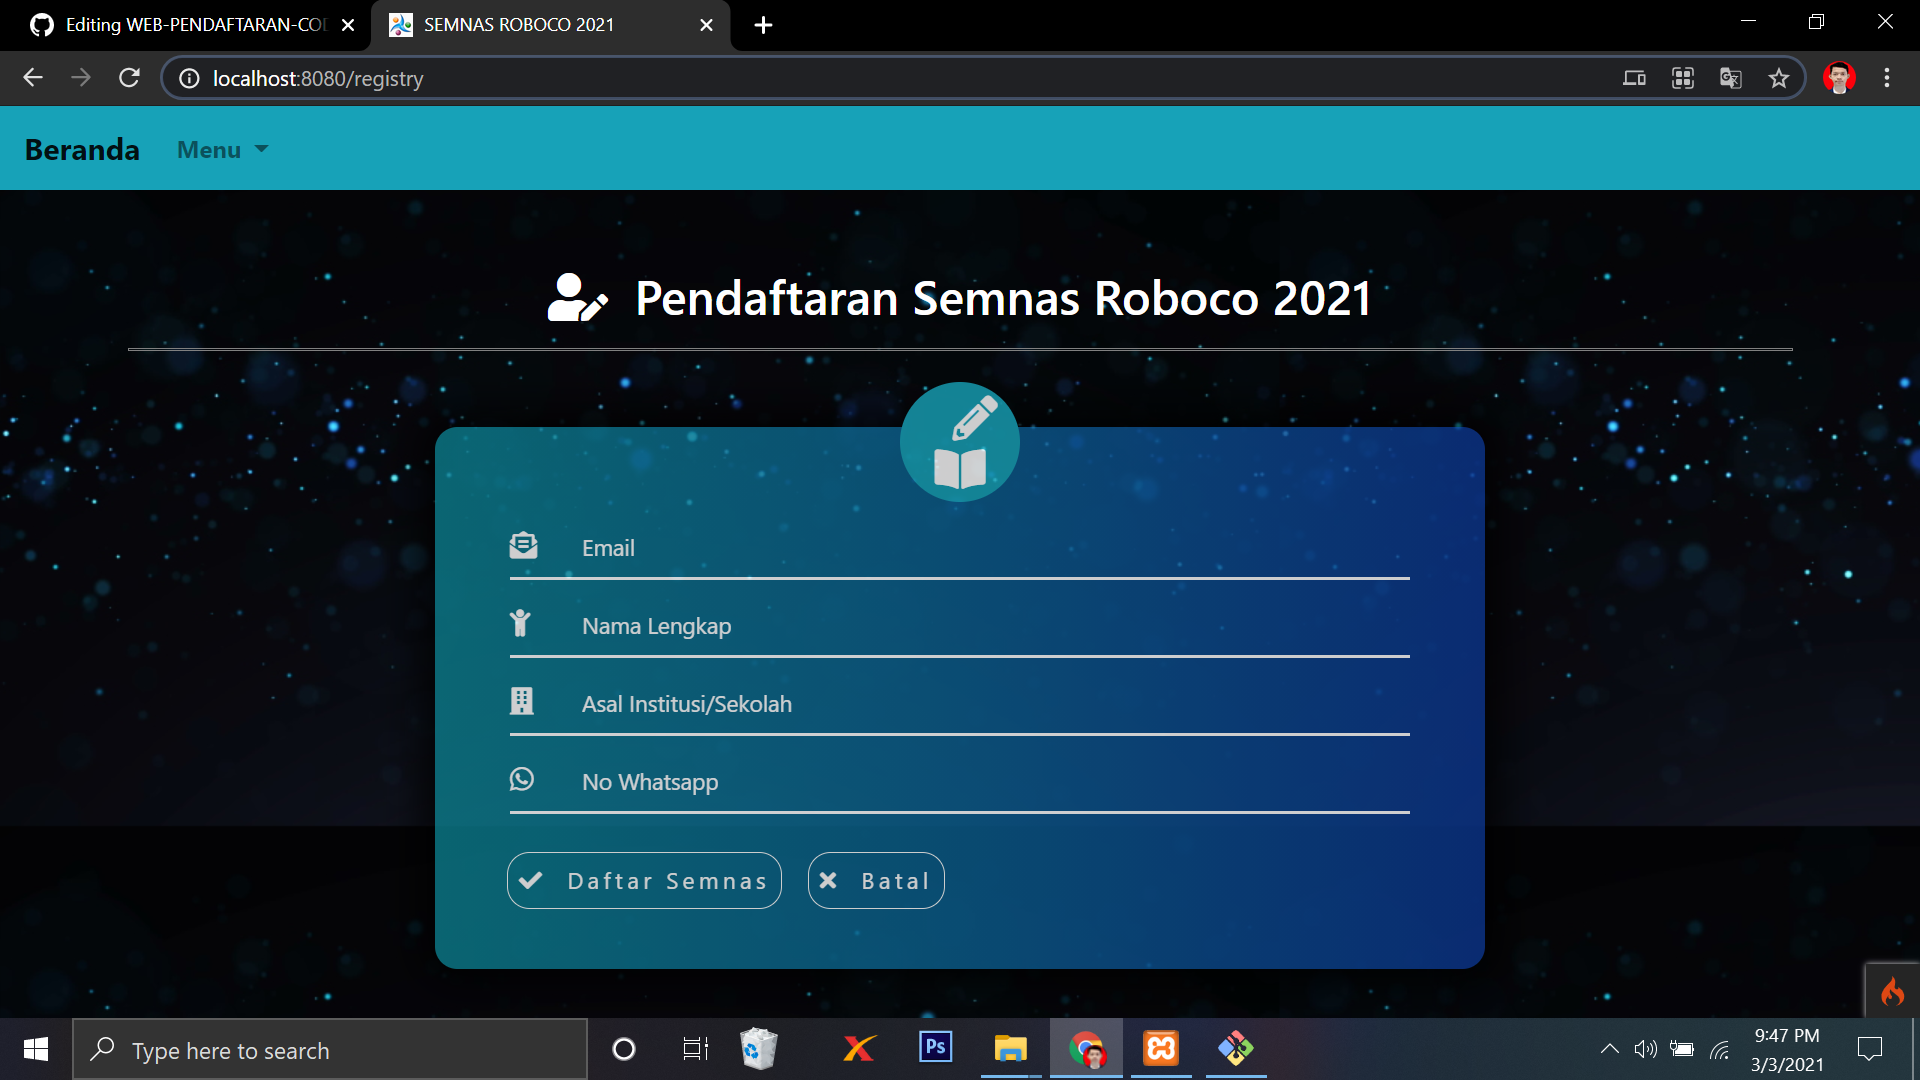 Editing WEB-PENDAFTARAN-COD
SEMNAS ROBOCO 2021
localhost:8080/registry
Beranda
Menu
Pendaftaran Semnas Roboco 2021
Email
Nama Lengkap
Asal Institusi/Sekolah
No Whatsapp
Daftar Semnas
Batal
Type here to search
Ps
9:47 PM
3/3/2021